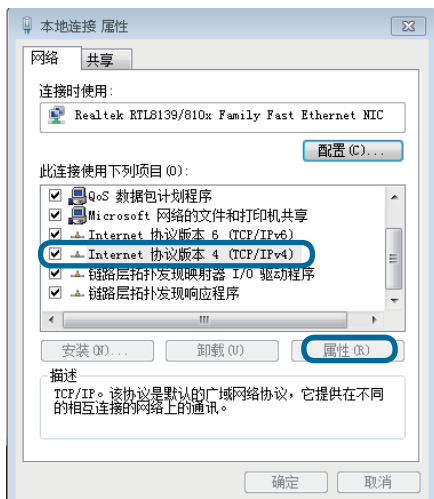 本地连接 属性
网络 共享
连接时使用:
Realtek RTL8139/810x Family Fast Ethernet NIC
配置(C)...
此连接使用下列项目(O):
QoS 数据包计划程序
Microsoft 网络的文件和打印机共享
Internet 协议版本 6 (TCP/IPv6)
Internet 协议版本 4 (TCP/IPv4)
链路层拓扑发现映射器 I/O 驱动程序
链路层拓扑发现响应程序
安装(N)... 卸载(U) 属性(R)
描述
TCP/IP。该协议是默认的广域网络协议，它提供在不同
的相互连接的网络上的通讯。
确定 取消